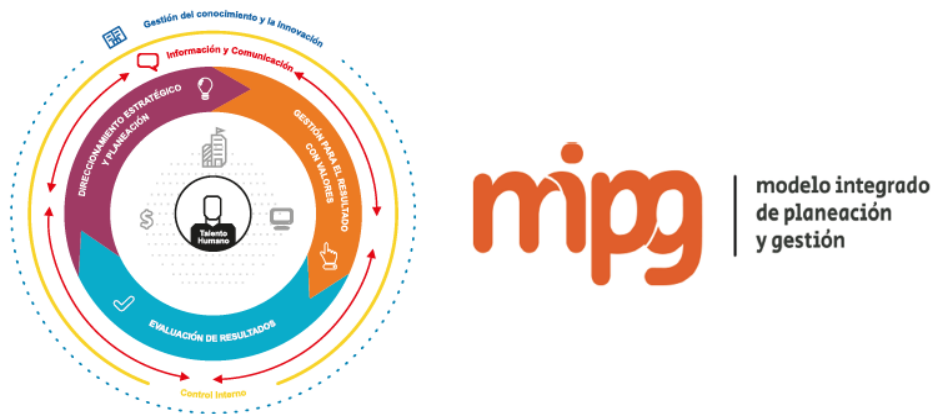 Gestión del conocimiento y la Innovación
Información y Comunicación
DIRECCIONAMIENTO ESTRATÉGICO
Y PLANEACIÓN
GESTIÓN PARA EL RESULTADO
CON VALORES
$
Talento
Humano
EVALUACIÓN DE RESULTADOS
Control Interno
mipg
modelo integrado
de planeación
y gestión